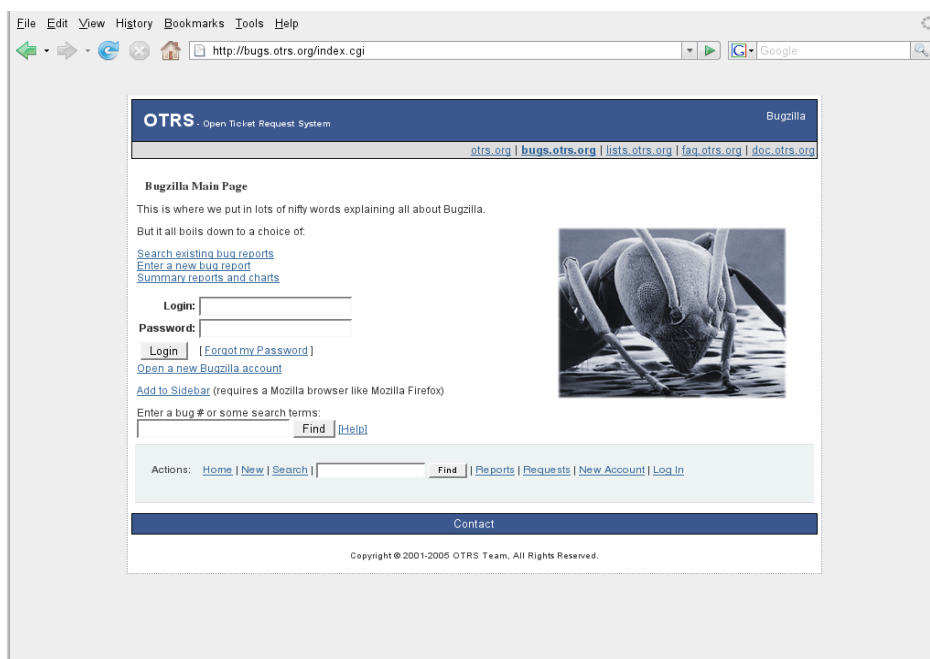 File Edit View History Bookmarks Tools Help
http://bugs.otrs.org/index.cgi
G Google
OTRS - Open Ticket Request System
Bugzilla
otrs.org | bugs.otrs.org | lists.otrs.org | faq.otrs.org | doc.otrs.org
Bugzilla Main Page
This is where we put in lots of nifty words explaining all about Bugzilla.
But it all boils down to a choice of:
Search existing bug reports
Enter a new bug report
Summary reports and charts
Login:
Password:
Login [ Forgot my Password ]
Open a new Bugzilla account
Add to Sidebar (requires a Mozilla browser like Mozilla Firefox)
Enter a bug # or some search terms:
Find [Help]
Actions: Home | New | Search | Find | Reports | Requests | New Account | Log In
Contact
Copyright © 2001-2005 OTRS Team, All Rights Reserved.